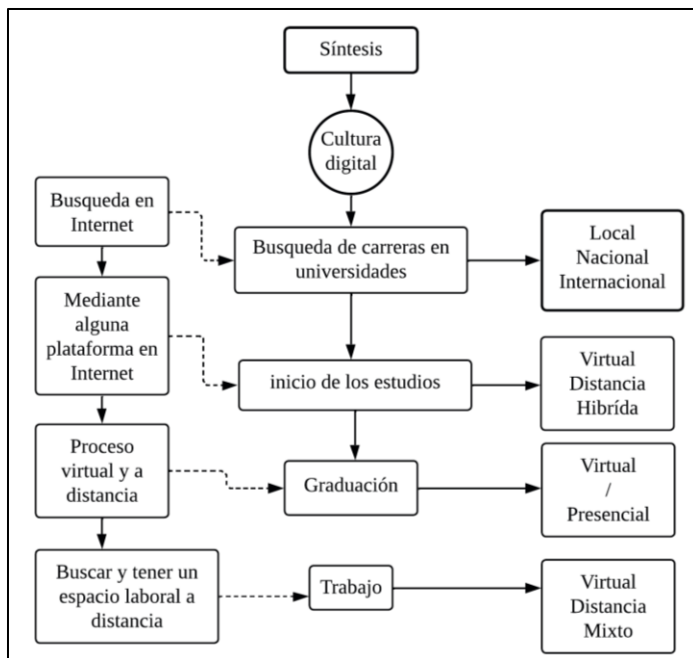 Síntesis
Cultura
digital
Busqueda en
Internet
Busqueda de carreras en
universidades
Local
Nacional
Internacional
Mediante
alguna
plataforma en
Internet
inicio de los estudios
Virtual
Distancia
Hibrída
Proceso
virtual y a
distancia
Graduación
Virtual
/
Presencial
Buscar y tener un
espacio laboral a
distancia
Trabajo
Virtual
Distancia
Mixto